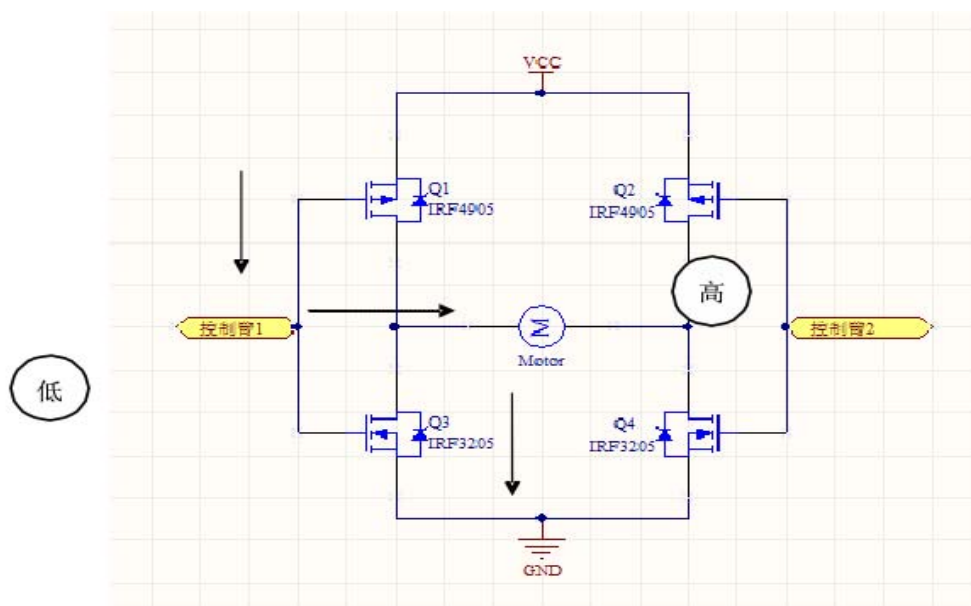 VCC
Q1
IRF4905
Q2
IRF4905
高
控制臂1
M
控制臂2
Motor
低
Q3
IRF3205
Q4
IRF3205
GND